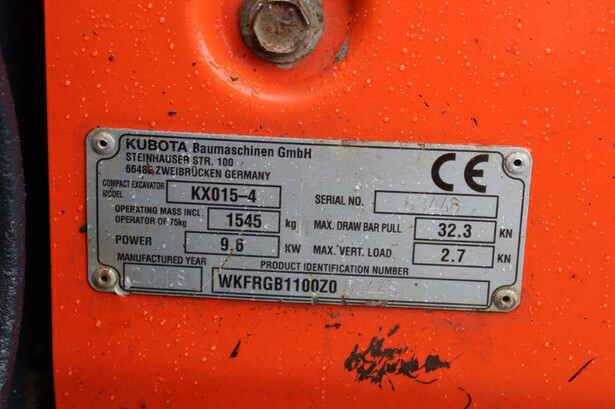 KUBOTA Baumaschinen GmbH
STEINHAUSER STR. 100
ZWEIBRÜCKEN GERMANY
CE
COMPACT EXCAVATOR
MODEL KX015-4 SERIAL NO.
OPERATING MASS INCL
OPERATOR OF 75kg 1545 kg MAX. DRAW BAR PULL 32.3 KN
POWER 9.6 KW MAX. VERT. LOAD 2.7 KN
MANUFACTURED YEAR PRODUCT IDENTIFICATION NUMBER
WKFRGB1100Z0